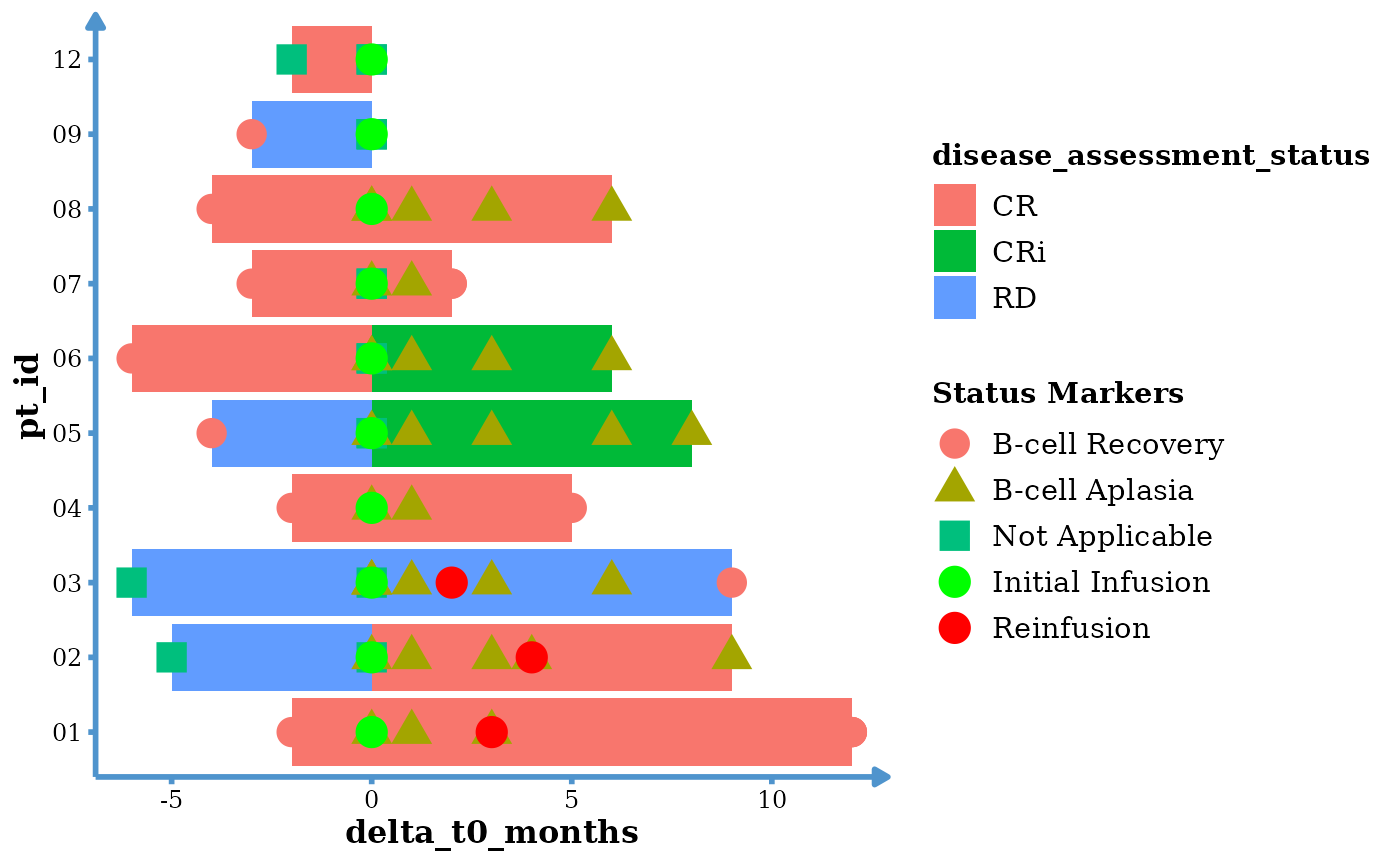 12
09
08
07
06
05
04
03
02
01
pt_id
-5 0 5 10
delta_t0_months
disease_assessment_status
CR
CRi
RD
Status Markers
B-cell Recovery
B-cell Aplasia
Not Applicable
Initial Infusion
Reinfusion